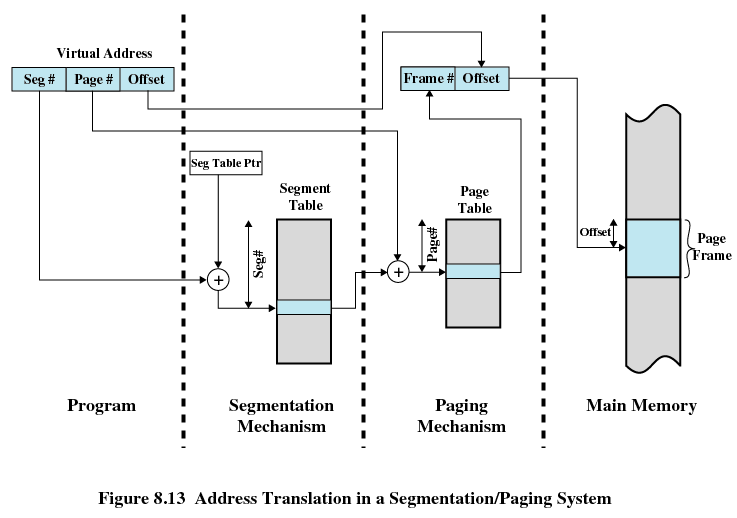 Virtual Address
Seg # Page # Offset
Frame # Offset
Seg Table Ptr
Segment
Table
Seg#
Page
Table
Page#
+
+
Offset
Page
Frame
Program
Segmentation
Mechanism
Paging
Mechanism
Main Memory
Figure 8.13 Address Translation in a Segmentation/Paging System